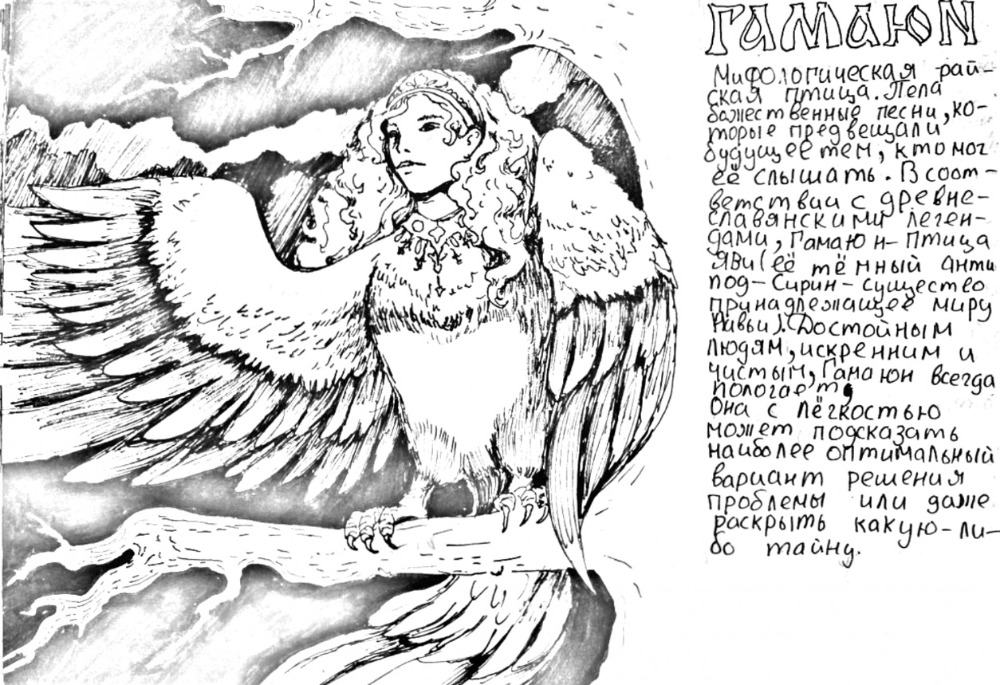 ГАМАЮН
Мифологическая рай-
ская птица. Пела
божественные песни, ко-
торые предвещали
будущее тем, кто мог
её слышать. В соот-
ветствии с древне-
славянскими леген-
дами, Гамаюн-птица
Яви (её тёмный анти
под-Сирин-существо
принадлежащее миру
Навьи). Достойным
людям, искренним и
чистым, Гамаюн всегда
пологает,
Она с лёгкостью
может подсказать
наиболее оптимальный
вариант решения
проблемы или даже
раскрыть какую-ли-
бо тайну.